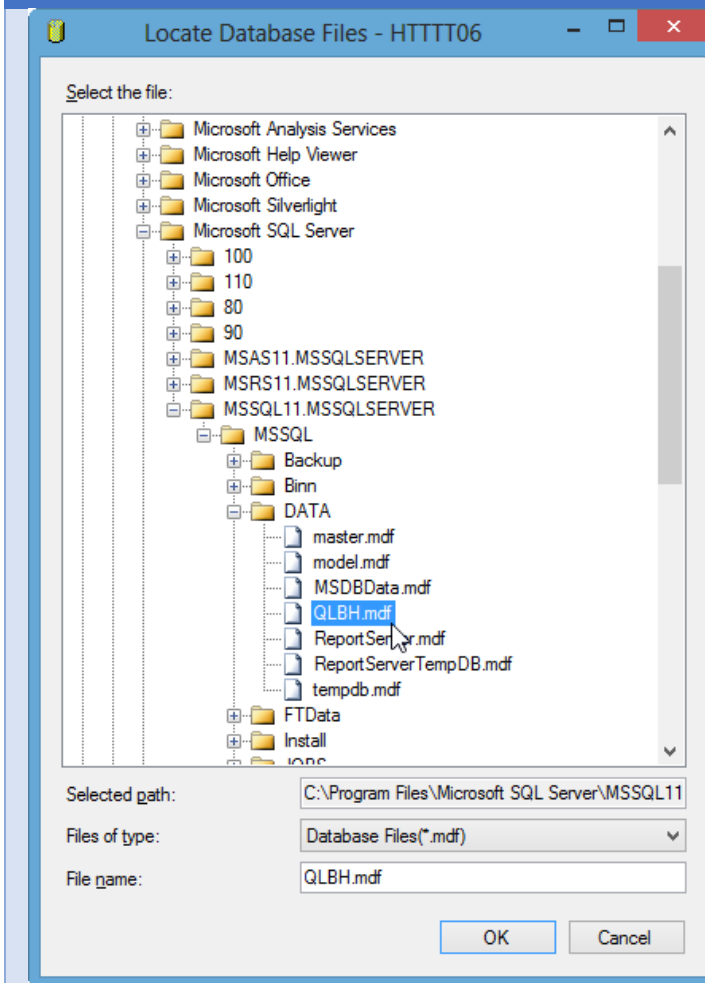 Locate Database Files - HTTTT06
Select the file:
Microsoft Analysis Services
Microsoft Help Viewer
Microsoft Office
Microsoft Silverlight
Microsoft SQL Server
100
110
80
90
MSAS11.MSSQLSERVER
MSRS11.MSSQLSERVER
MSSQL11.MSSQLSERVER
MSSQL
Backup
Binn
DATA
master.mdf
model.mdf
MSDBData.mdf
QLBH.mdf
ReportServer.mdf
ReportServerTempDB.mdf
tempdb.mdf
FTData
Install
JOBS
Selected path: C:\Program Files\Microsoft SQL Server\MSSQL11
Files of type: Database Files(*.mdf)
File name: QLBH.mdf
OK Cancel